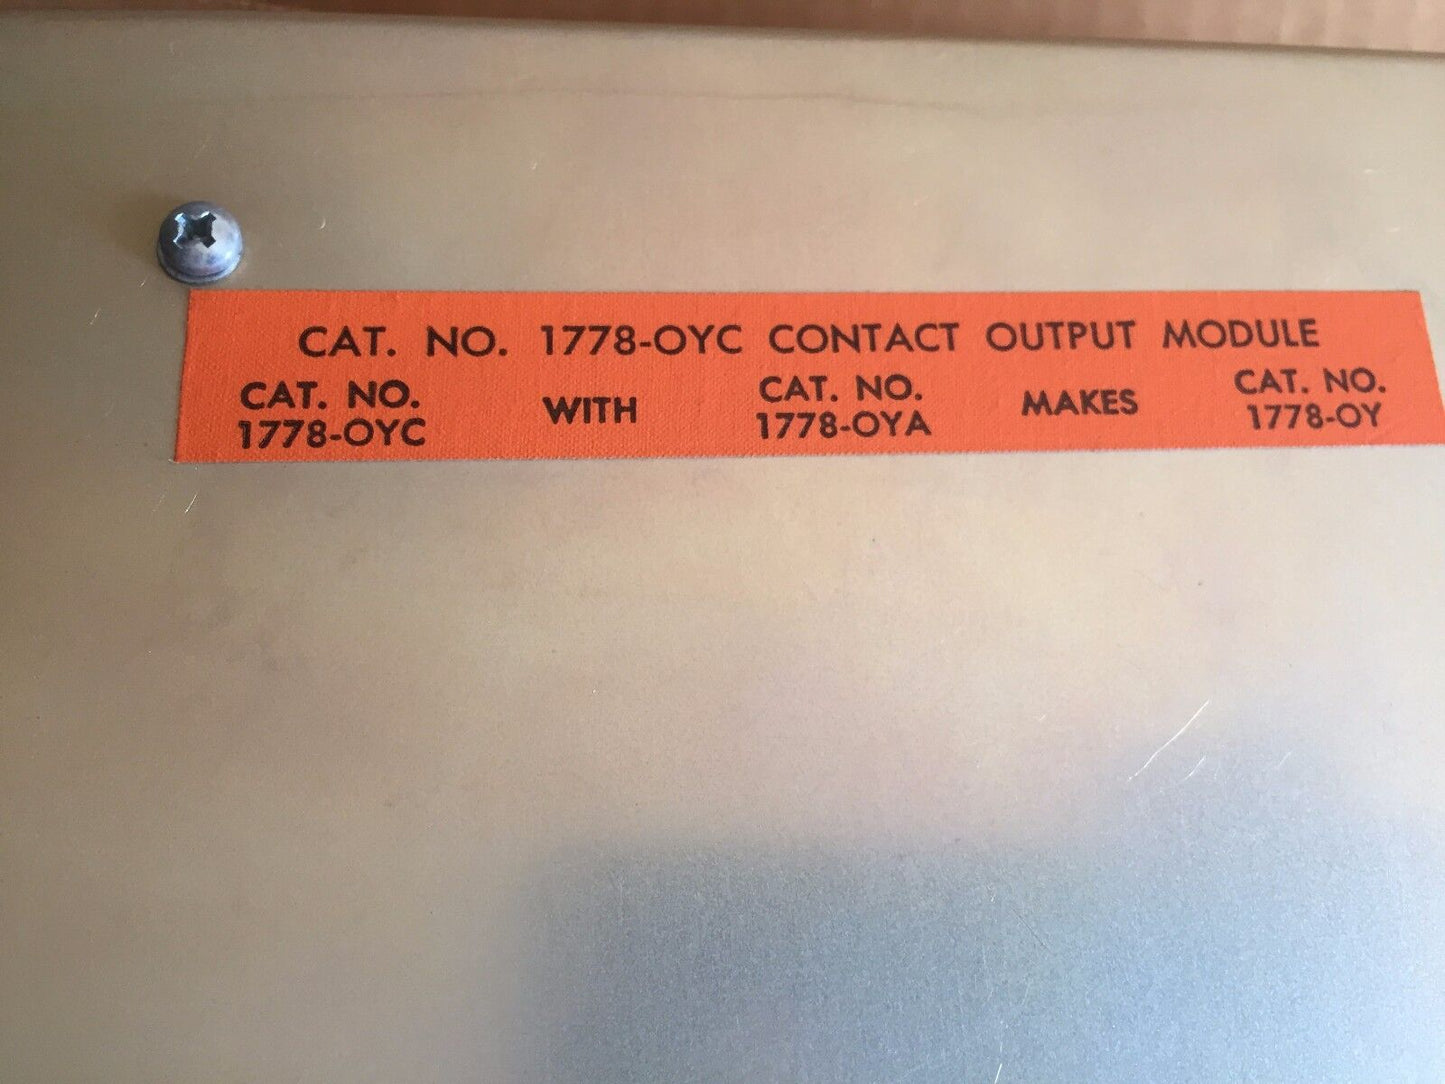 CAT. NO. 1778-OYC CONTACT OUTPUT MODULE
CAT. NO. 1778-OYC WITH CAT. NO. 1778-OYA MAKES CAT. NO. 1778-OY